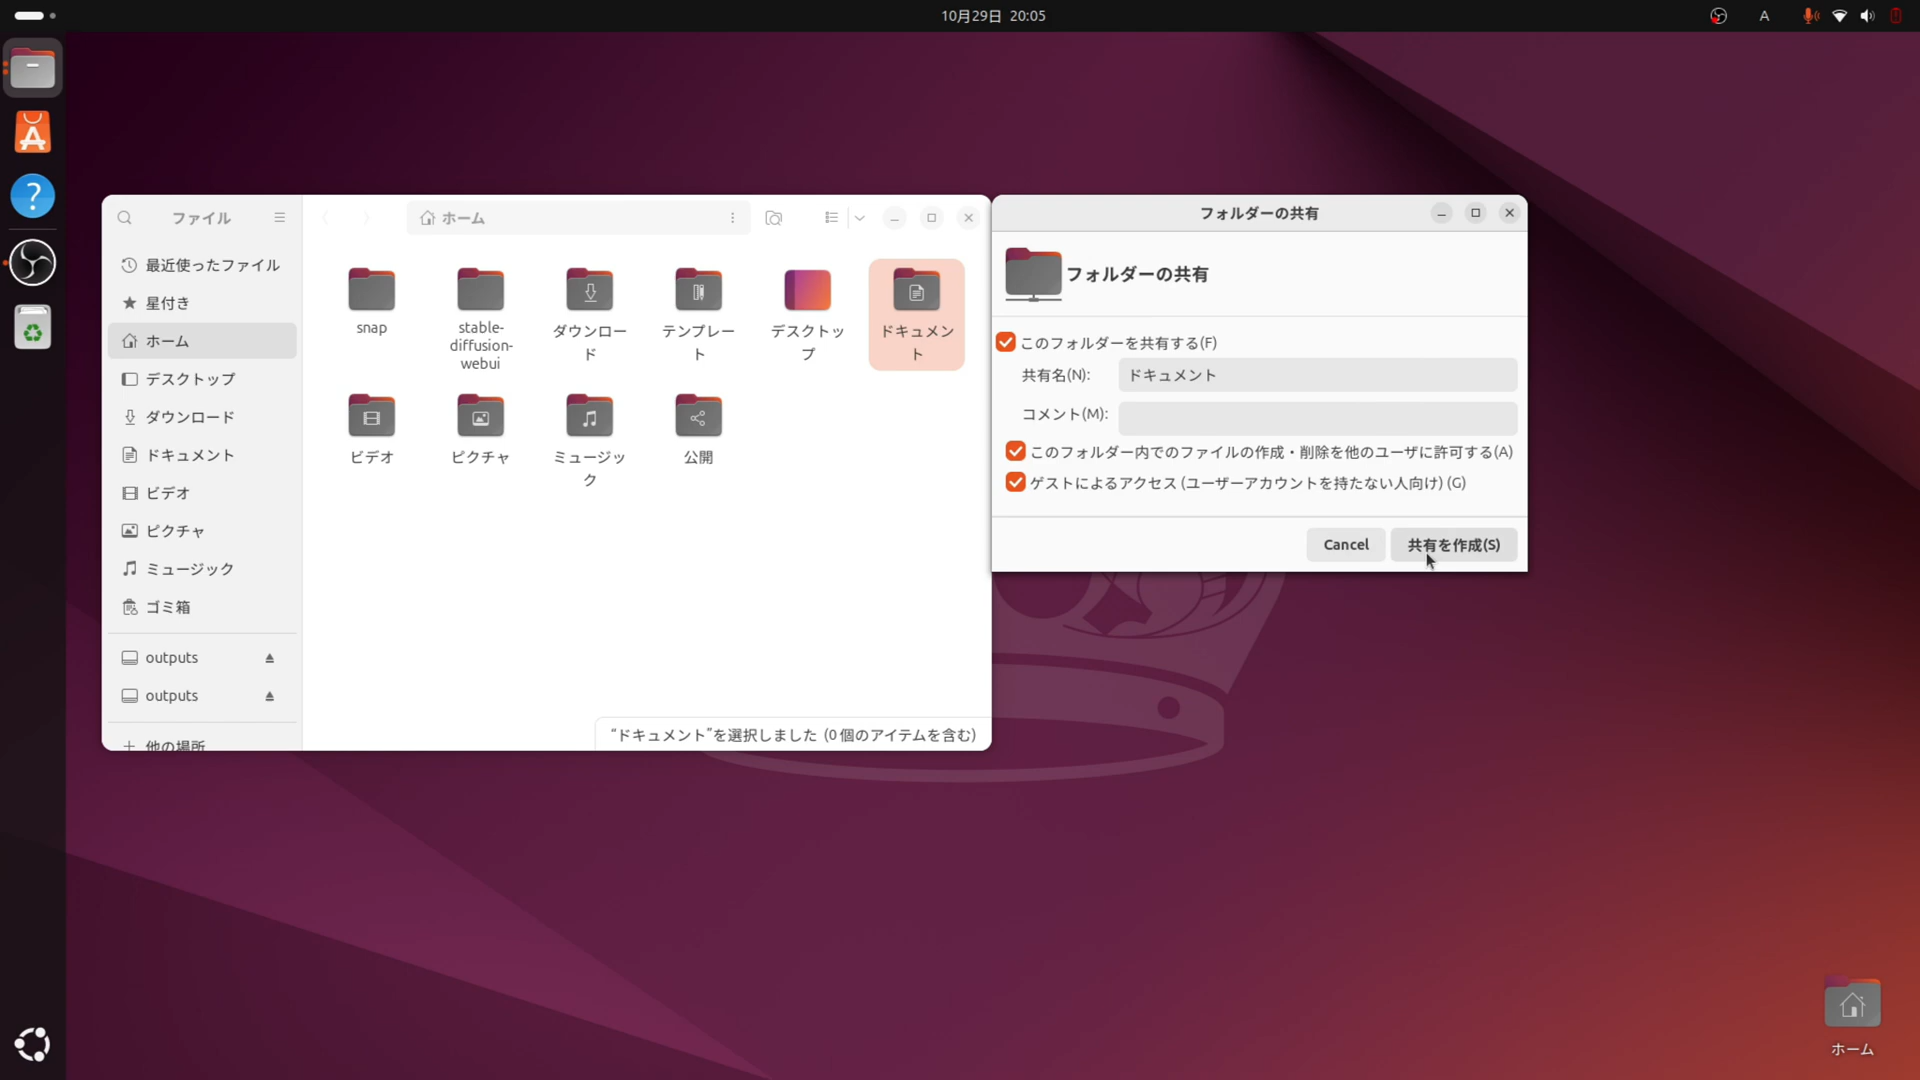 10月29日 20:05
A
ファイル
ホーム
最近使ったファイル
星付き
ホーム
デスクトップ
ダウンロード
ドキュメント
ビデオ
ピクチャ
ミュージック
ゴミ箱
outputs
outputs
他の場所
snap
stable-
diffusion-
webui
ダウンロー
ド
テンプレー
ト
デスクトッ
プ
ドキュメン
ト
ビデオ
ピクチャ
ミュージッ
ク
公開
“ドキュメント”を選択しました (0 個のアイテムを含む)
フォルダーの共有
フォルダーの共有
このフォルダーを共有する(F)
共有名(N):
ドキュメント
コメント(M):
このフォルダー内でのファイルの作成・削除を他のユーザに許可する(A)
ゲストによるアクセス (ユーザーアカウントを持たない人向け) (G)
Cancel
共有を作成(S)
ホーム